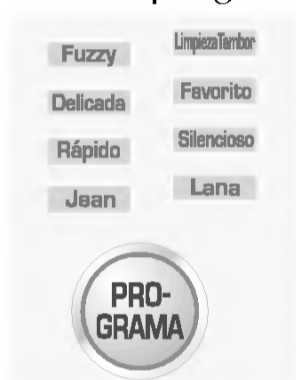 Fuzzy
Delicada
Rápido
Jean
LimpiezaTambor
Favorito
Silencioso
Lana
PRO-
GRAMA